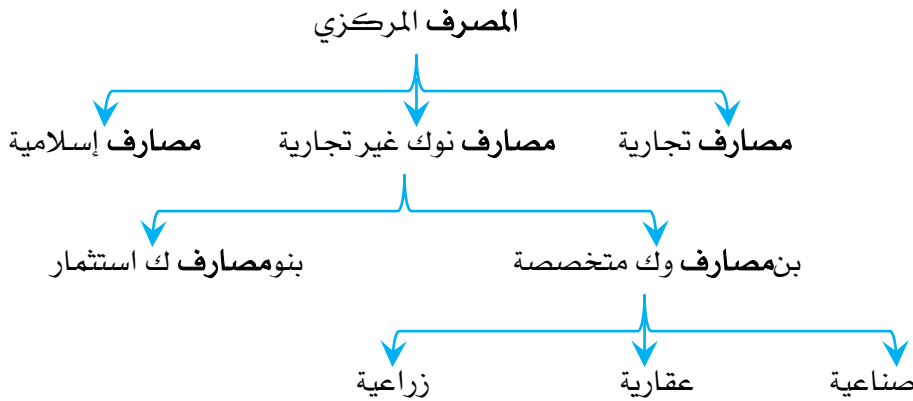 المصرف المركزي
مصارف تجارية
مصارف نوك غير تجارية
مصارف إسلامية
بنمصارف وك متخصصة
بنومصارف ك استثمار
صناعية
عقارية
زراعية